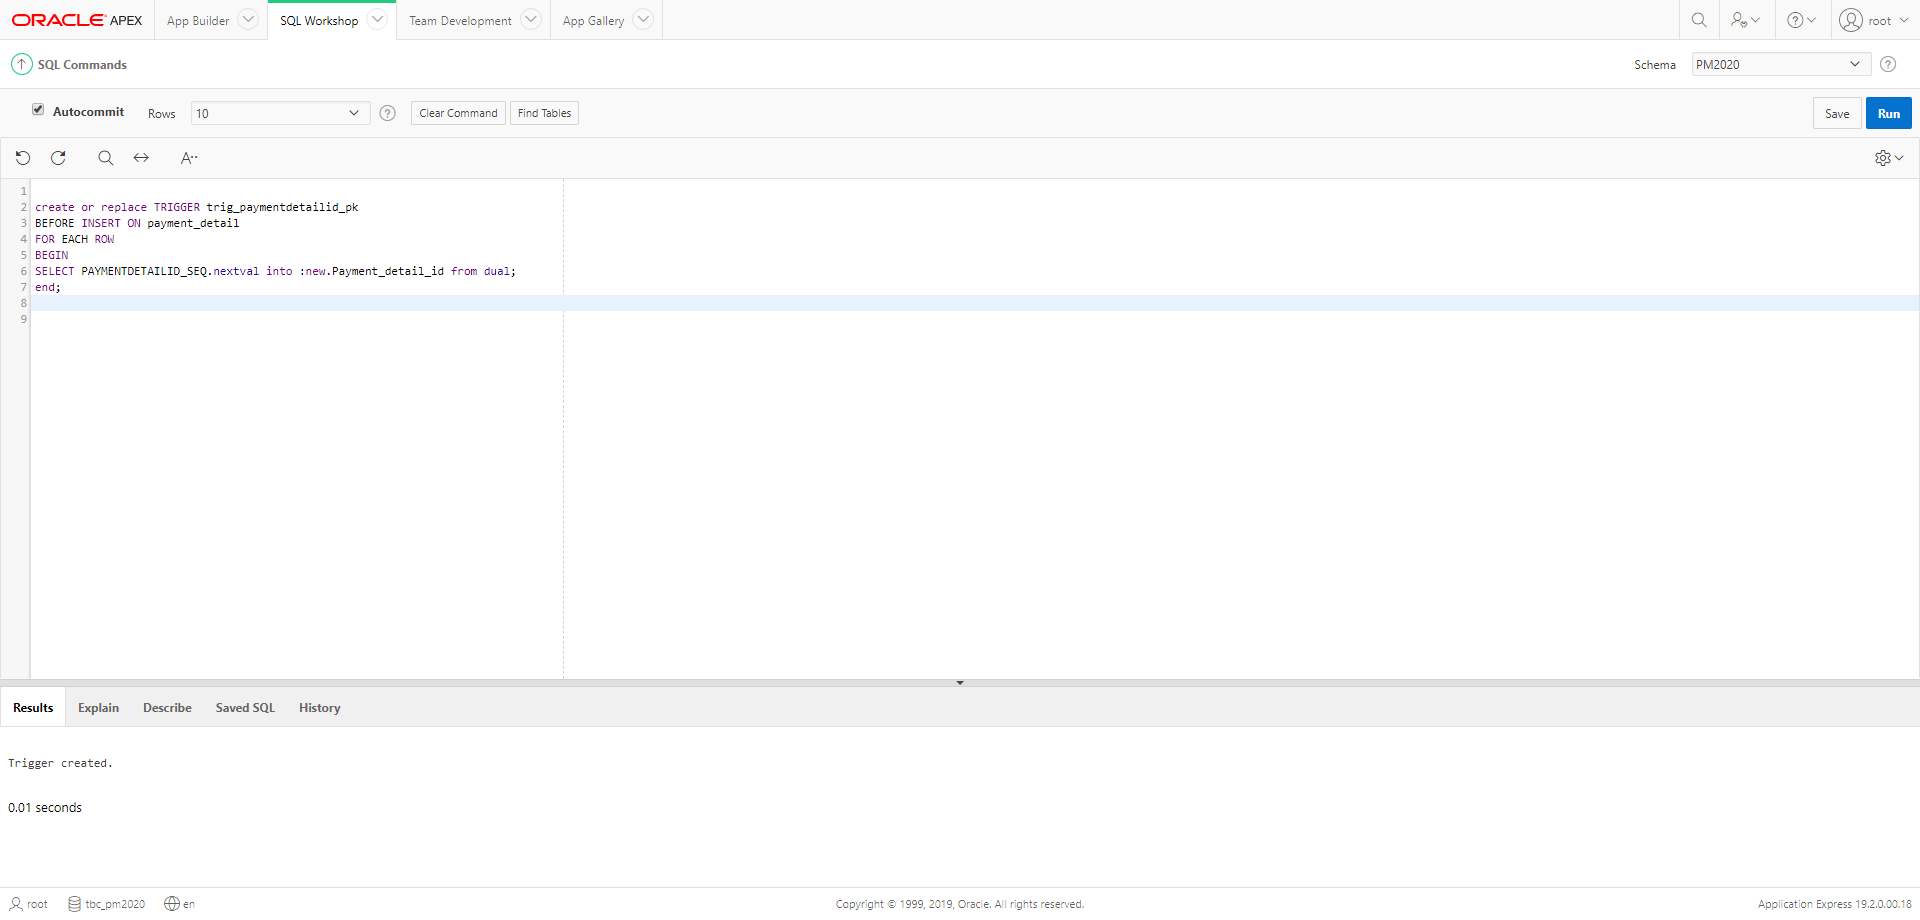 ORACLE APEX App Builder SQL Workshop Team Development App Gallery root
SQL Commands Schema PM2020
Autocommit Rows 10 Clear Command Find Tables Save Run
A
1
2 create or replace TRIGGER trig_paymentdetailid_pk
3 BEFORE INSERT ON payment_detail
4 FOR EACH ROW
5 BEGIN
6 SELECT PAYMENTDETAILID_SEQ.nextval into :new.Payment_detail_id from dual;
7 end;
8
9
Results Explain Describe Saved SQL History
Trigger created.
0.01 seconds
root tbc_pm2020 en Copyright © 1999, 2019, Oracle. All rights reserved. Application Express 19.2.0.00.18